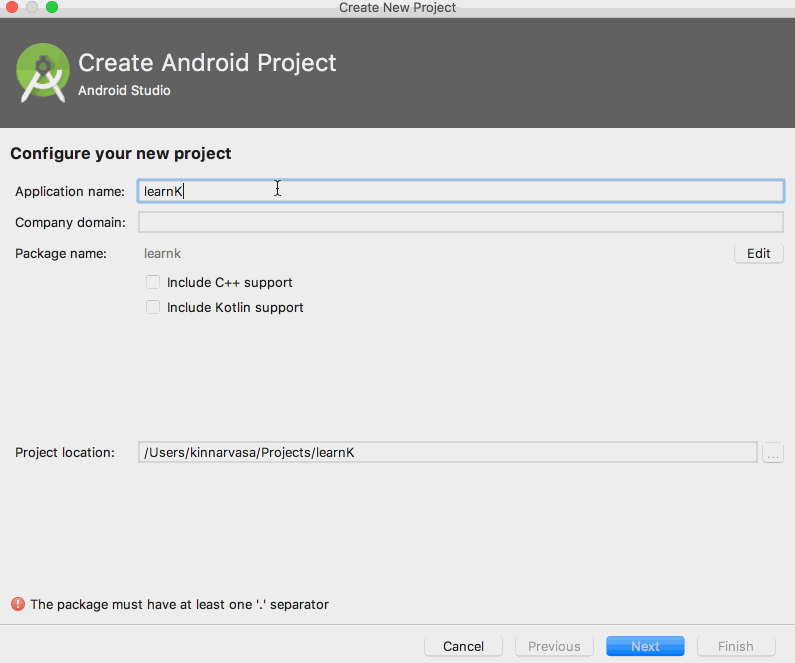 Create New Project
Create Android Project
Android Studio
Configure your new project
Application name: learnK
Company domain:
Package name: learnk Edit
Include C++ support
Include Kotlin support
Project location: /Users/kinnarvasa/Projects/learnK ...
The package must have at least one '.' separator
Cancel Previous Next Finish